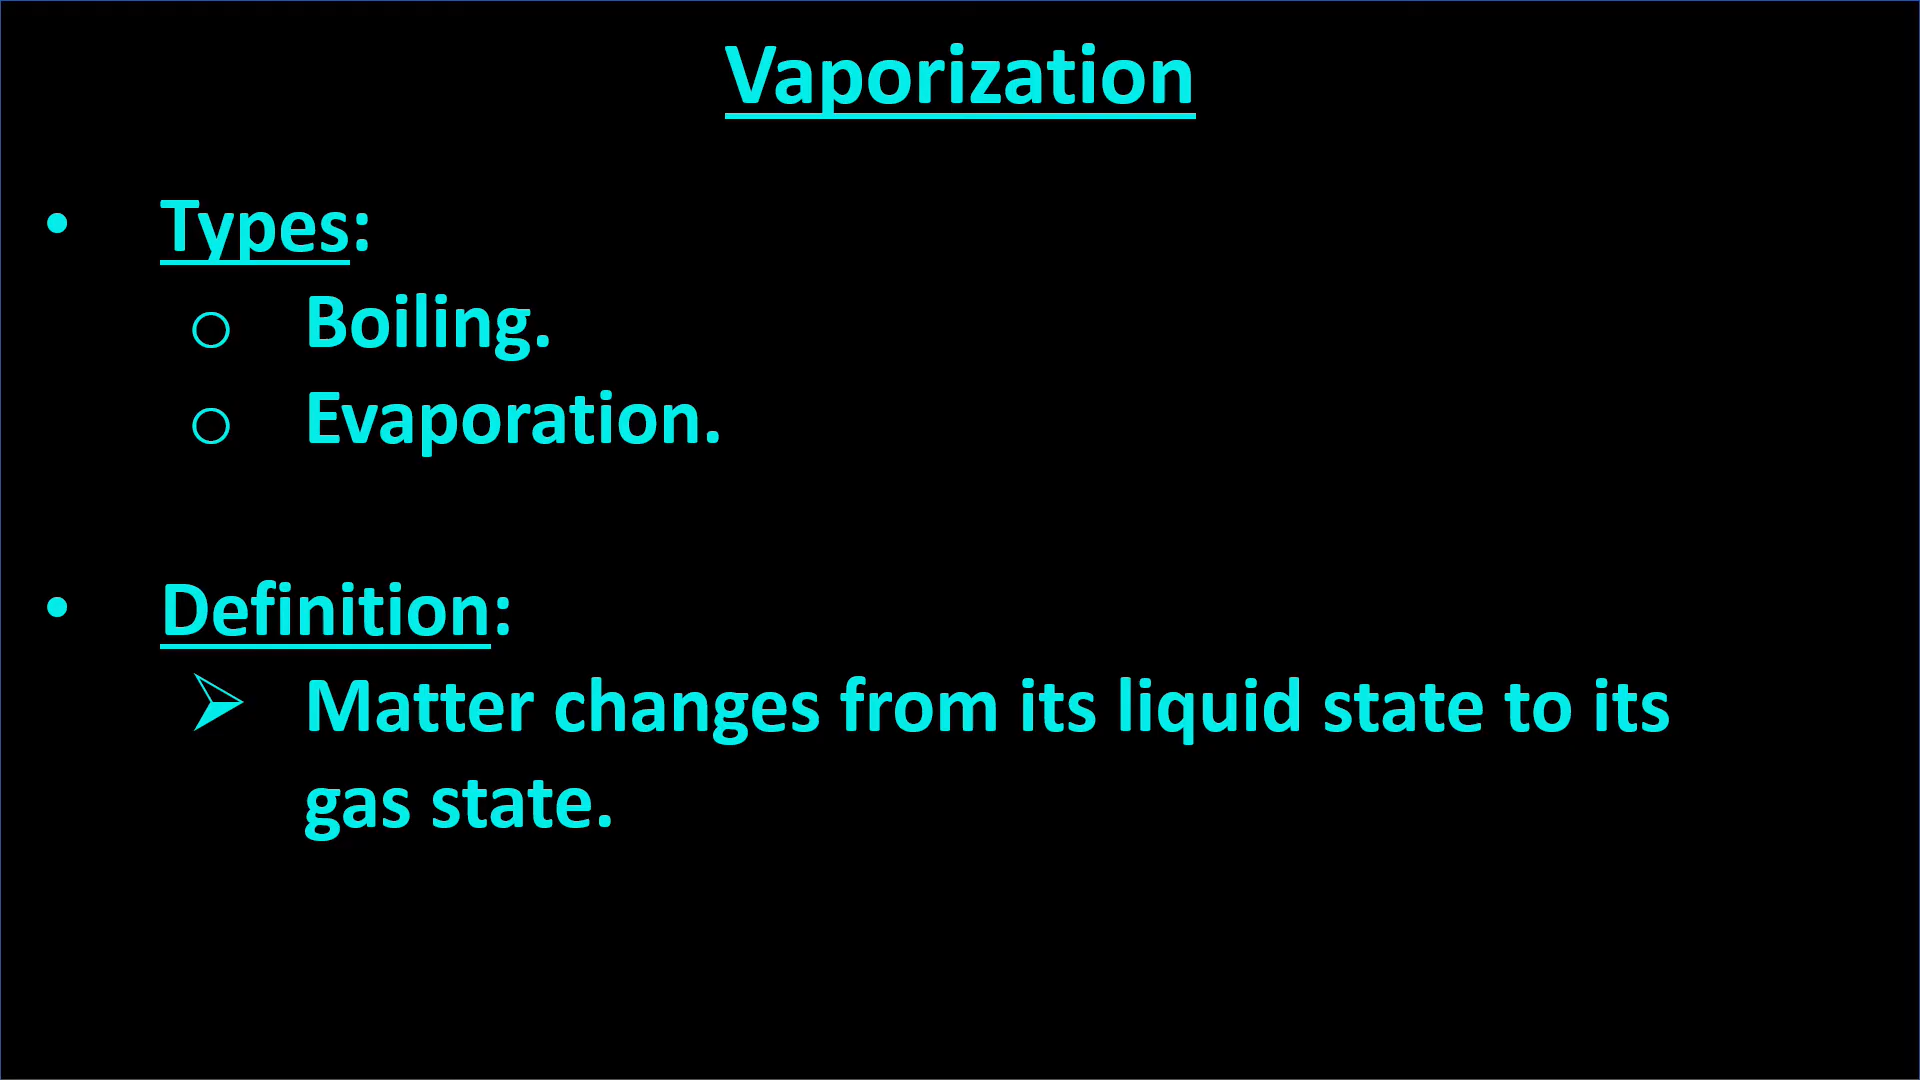 Vaporization
• Types:
o Boiling.
o Evaporation.
• Definition:
➢ Matter changes from its liquid state to its
gas state.